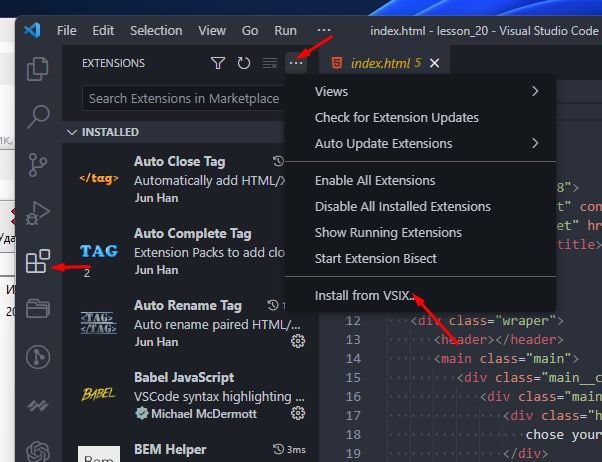 File Edit Selection View Go Run ...
index.html - lesson_20 - Visual Studio Code
EXTENSIONS
index.html 5
Search Extensions in Marketplace
INSTALLED
Auto Close Tag
</tag>
Automatically add HTML/X
Jun Han
Auto Complete Tag
TAG
Extension Packs to add clo
2
Jun Han
Auto Rename Tag
<TAG>
</TAG>
Auto rename paired HTML/...
Jun Han
Babel JavaScript
BABEL
VSCode syntax highlighting ...
Michael McDermott
BEM Helper 3ms
Bem
Views
Check for Extension Updates
Auto Update Extensions
Enable All Extensions
Disable All Installed Extensions
Show Running Extensions
Start Extension Bisect
Install from VSIX...
8">
" con
et" hr
title>
12 <div class="wraper">
13 <header></header>
14 <main class="main">
15 <div class="main__c
16 <div class="main
17 <div class="h
18 chose your
19 </div>